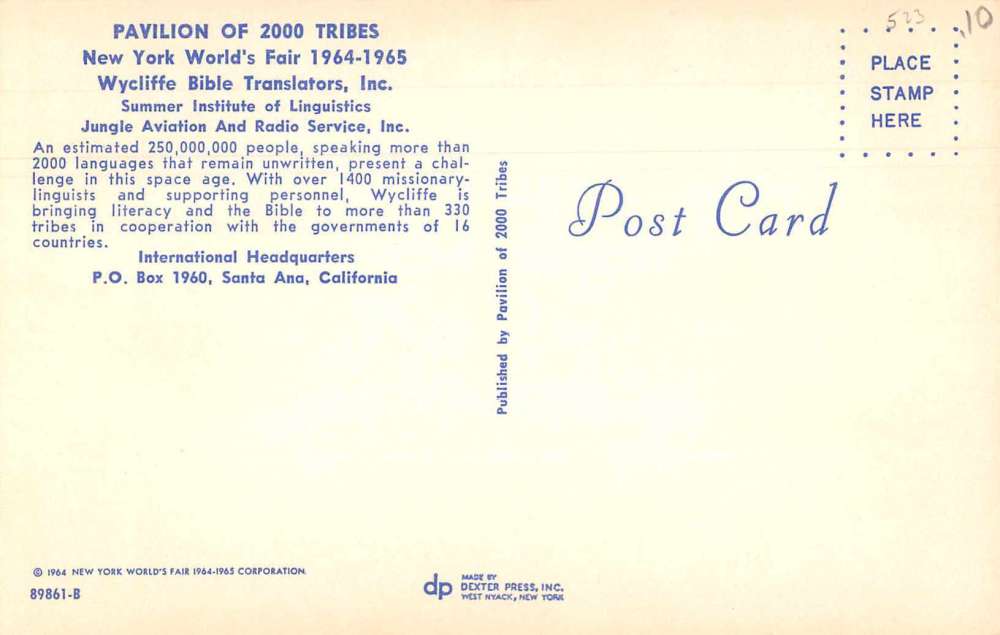 PAVILION OF 2000 TRIBES
New York World's Fair 1964-1965
Wycliffe Bible Translators, Inc.
Summer Institute of Linguistics
Jungle Aviation And Radio Service, Inc.
An estimated 250,000,000 people, speaking more than
2000 languages that remain unwritten, present a chal-
lenge in this space age. With over 1400 missionary-
linguists and supporting personnel, Wycliffe is
bringing literacy and the Bible to more than 330
tribes in cooperation with the governments of 16
countries.
International Headquarters
P.O. Box 1960, Santa Ana, California
Published by Pavilion of 2000 Tribes
523
.10
PLACE
STAMP
HERE
Post Card
© 1964 NEW YORK WORLD'S FAIR 1964-1965 CORPORATION
89861-B
dp
MADE BY
DEXTER PRESS, INC.
WEST NYACK, NEW YORK